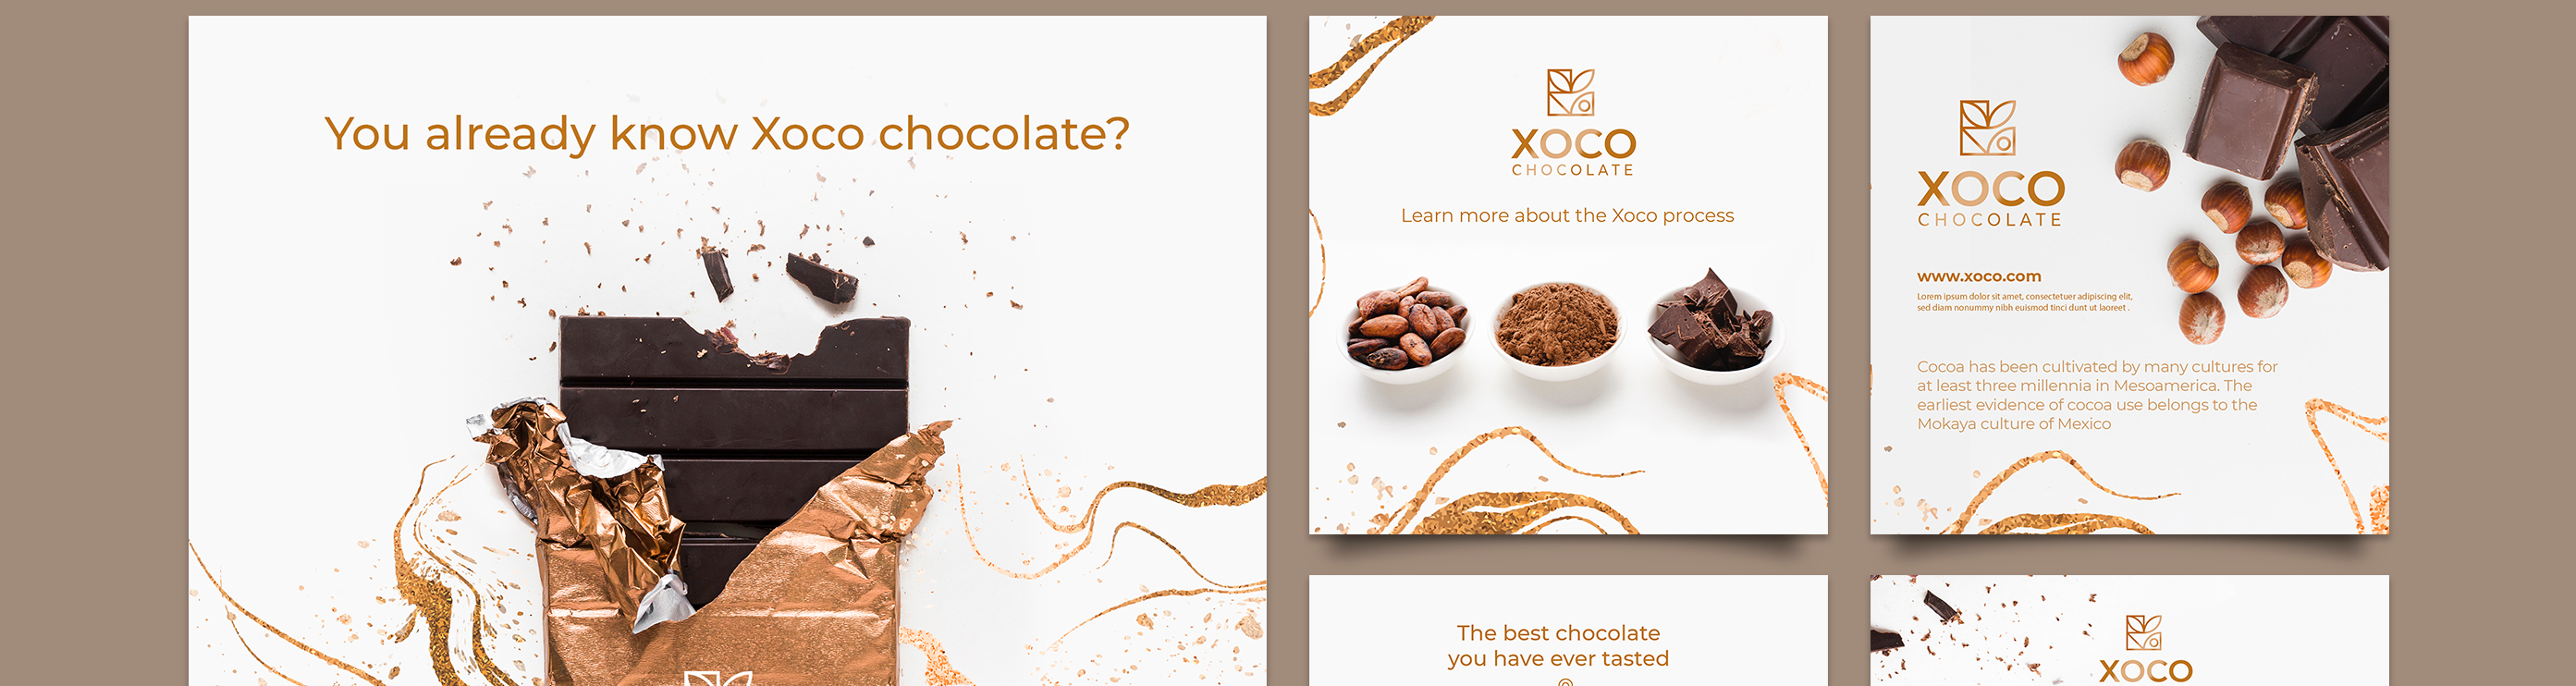 You already know Xoco chocolate?
XOCO
CHOCOLATE
Learn more about the Xoco process
XOCO
CHOCOLATE
www.xoco.com
Lorem ipsum dolor sit amet, consectetuer adipiscing elit,
sed diam nonummy nibh euismod tinci dunt ut laoreet .
Cocoa has been cultivated by many cultures for
at least three millennia in Mesoamerica. The
earliest evidence of cocoa use belongs to the
Mokaya culture of Mexico
The best chocolate
you have ever tasted
XOCO